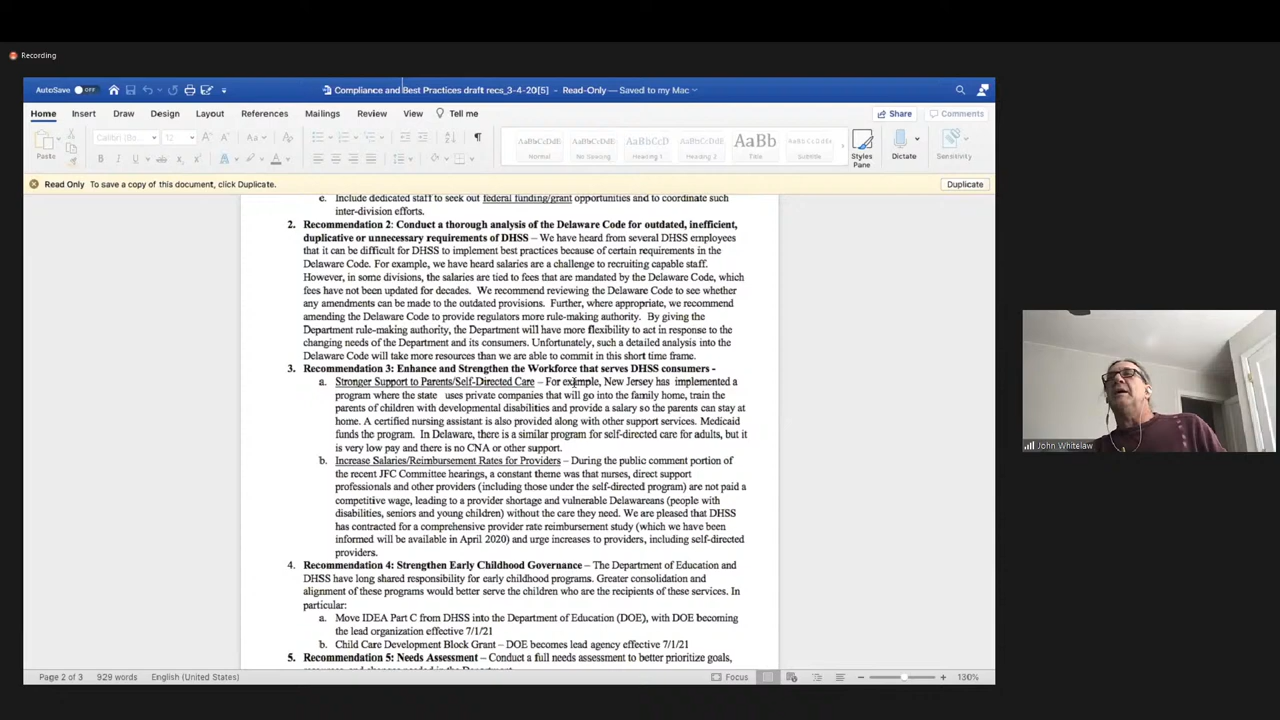 Recording
AutoSave OFF
Compliance and Best Practices draft recs_3-4-20[5] - Read-Only — Saved to my Mac
Home Insert Draw Design Layout References Mailings Review View Tell me
Share Comments
Paste
Calibri (Bo... 12
AaBbCcDdEe AaBbCcDdEe AaBbCcDc AaBbCcDdE AaBb AaBbCcDdE
Normal No Spacing Heading 1 Heading 2 Title Subtitle
Styles Pane
Dictate
Sensitivity
Read Only To save a copy of this document, click Duplicate.
Duplicate
Include dedicated staff to seek out federal funding/grant opportunities and to coordinate such
inter-division efforts.
2. Recommendation 2: Conduct a thorough analysis of the Delaware Code for outdated, inefficient,
duplicative or unnecessary requirements of DHSS – We have heard from several DHSS employees
that it can be difficult for DHSS to implement best practices because of certain requirements in the
Delaware Code. For example, we have heard salaries are a challenge to recruiting capable staff.
However, in some divisions, the salaries are tied to fees that are mandated by the Delaware Code, which
fees have not been updated for decades. We recommend reviewing the Delaware Code to see whether
any amendments can be made to the outdated provisions. Further, where appropriate, we recommend
amending the Delaware Code to provide regulators more rule-making authority. By giving the
Department rule-making authority, the Department will have more flexibility to act in response to the
changing needs of the Department and its consumers. Unfortunately, such a detailed analysis into the
Delaware Code will take more resources than we are able to commit in this short time frame.
3. Recommendation 3: Enhance and Strengthen the Workforce that serves DHSS consumers -
a. Stronger Support to Parents/Self-Directed Care – For example, New Jersey has implemented a
program where the state uses private companies that will go into the family home, train the
parents of children with developmental disabilities and provide a salary so the parents can stay at
home. A certified nursing assistant is also provided along with other support services. Medicaid
funds the program. In Delaware, there is a similar program for self-directed care for adults, but it
is very low pay and there is no CNA or other support.
b. Increase Salaries/Reimbursement Rates for Providers – During the public comment portion of
the recent JFC Committee hearings, a constant theme was that nurses, direct support
professionals and other providers (including those under the self-directed program) are not paid a
competitive wage, leading to a provider shortage and vulnerable Delawareans (people with
disabilities, seniors and young children) without the care they need. We are pleased that DHSS
has contracted for a comprehensive provider rate reimbursement study (which we have been
informed will be available in April 2020) and urge increases to providers, including self-directed
providers.
4. Recommendation 4: Strengthen Early Childhood Governance – The Department of Education and
DHSS have long shared responsibility for early childhood programs. Greater consolidation and
alignment of these programs would better serve the children who are the recipients of these services. In
particular:
a. Move IDEA Part C from DHSS into the Department of Education (DOE), with DOE becoming
the lead organization effective 7/1/21
b. Child Care Development Block Grant – DOE becomes lead agency effective 7/1/21
5. Recommendation 5: Needs Assessment – Conduct a full needs assessment to better prioritize goals,
Page 2 of 3 929 words English (United States)
Focus 130%
John Whitelaw